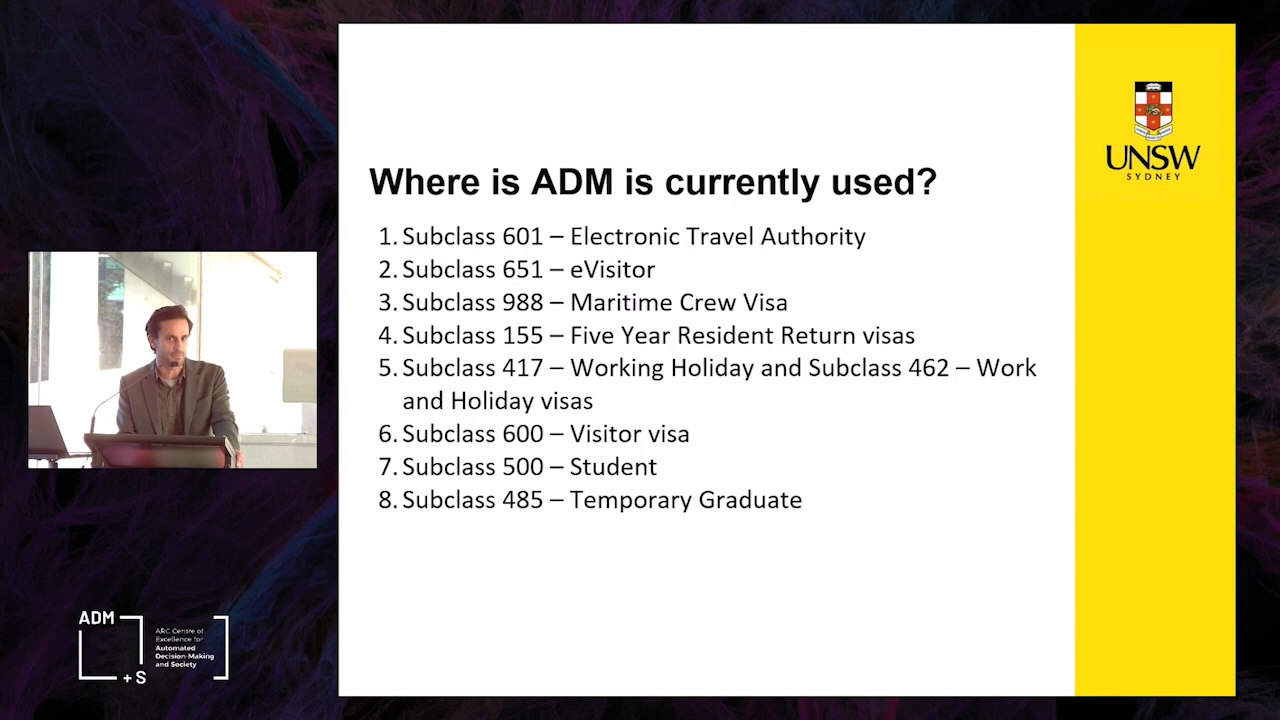 Where is ADM is currently used?
1. Subclass 601 – Electronic Travel Authority
2. Subclass 651 – eVisitor
3. Subclass 988 – Maritime Crew Visa
4. Subclass 155 – Five Year Resident Return visas
5. Subclass 417 – Working Holiday and Subclass 462 – Work
and Holiday visas
6. Subclass 600 – Visitor visa
7. Subclass 500 – Student
8. Subclass 485 – Temporary Graduate
UNSW
SYDNEY
ADM
+ S
ARC Centre of
Excellence for
Automated
Decision-Making
and Society